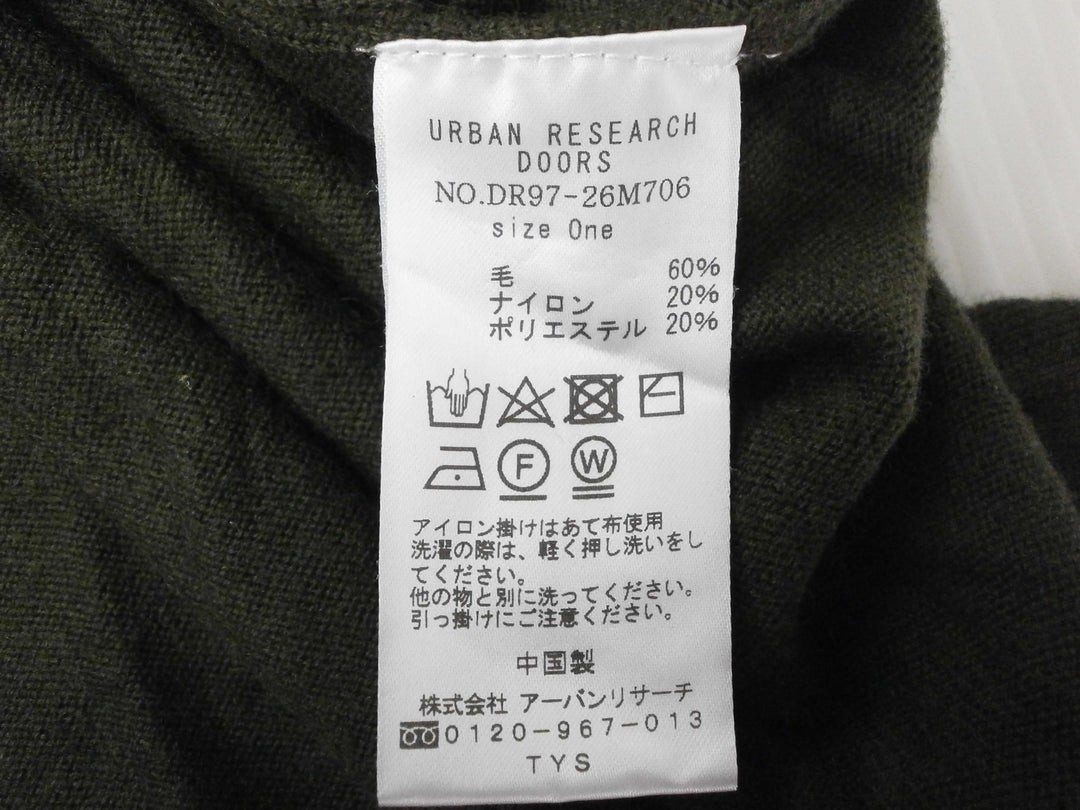 URBAN RESEARCH
DOORS
NO.DR97-26M706
size One
毛 60%
ナイロン 20%
ポリエステル 20%
F W
アイロン掛けはあて布使用
洗濯の際は、軽く押し洗いをし
てください。
他の物と別に洗ってください。
引っ掛けにご注意ください。
中国製
株式会社 アーバンリサーチ
0120-967-013
TYS